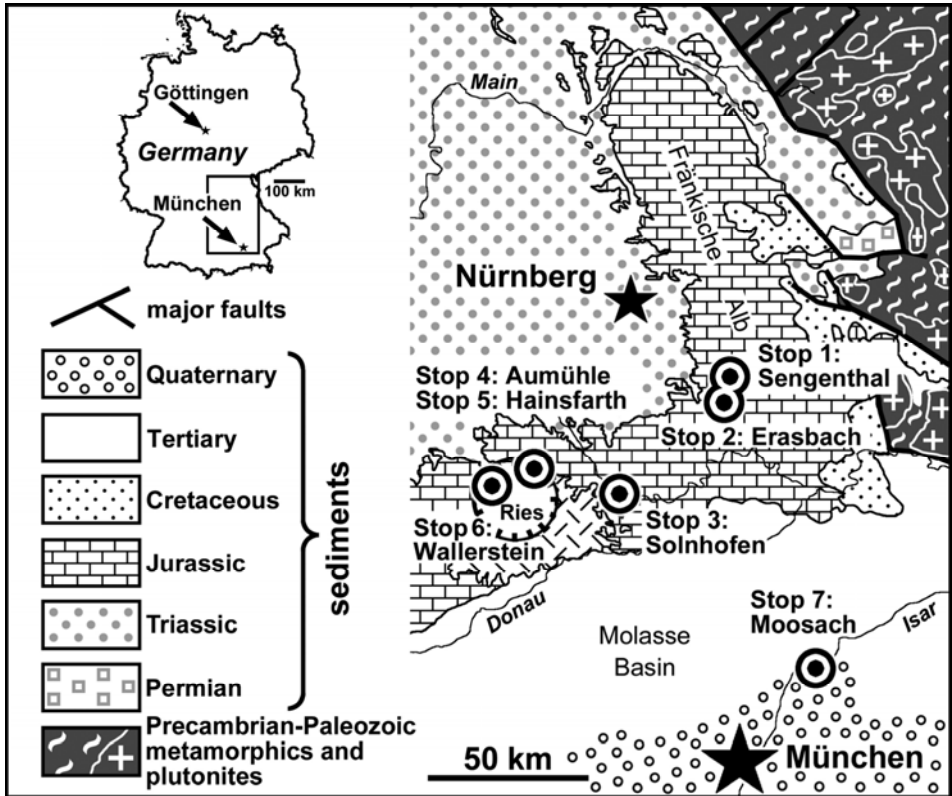 Göttingen
Germany
100 km
München
major faults
Quaternary
Tertiary
Cretaceous
Jurassic
Triassic
Permian
Precambrian-Paleozoic
metamorphics and
plutonites
sediments
Main
Fränkische
Alb
Nürnberg
Stop 1:
Sengenthal
Stop 2: Erasbach
Stop 4: Aumühle
Stop 5: Hainsfarth
Ries
Stop 6:
Wallerstein
Stop 3:
Solnhofen
Donau
Stop 7:
Moosach
Isar
Molasse
Basin
50 km
München